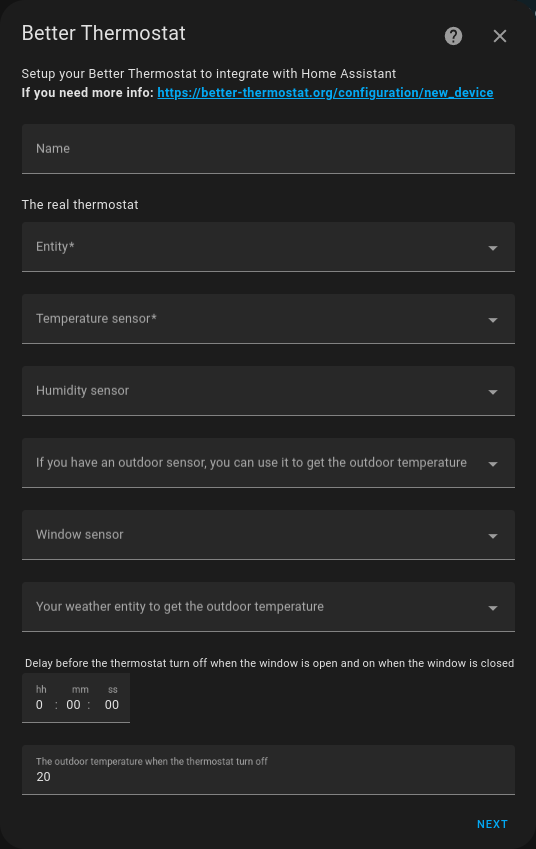 Better Thermostat
Setup your Better Thermostat to integrate with Home Assistant
If you need more info: https://better-thermostat.org/configuration/new_device
Name
The real thermostat
Entity*
Temperature sensor*
Humidity sensor
If you have an outdoor sensor, you can use it to get the outdoor temperature
Window sensor
Your weather entity to get the outdoor temperature
Delay before the thermostat turn off when the window is open and on when the window is closed
hh mm ss
0 : 00 : 00
The outdoor temperature when the thermostat turn off
20
NEXT